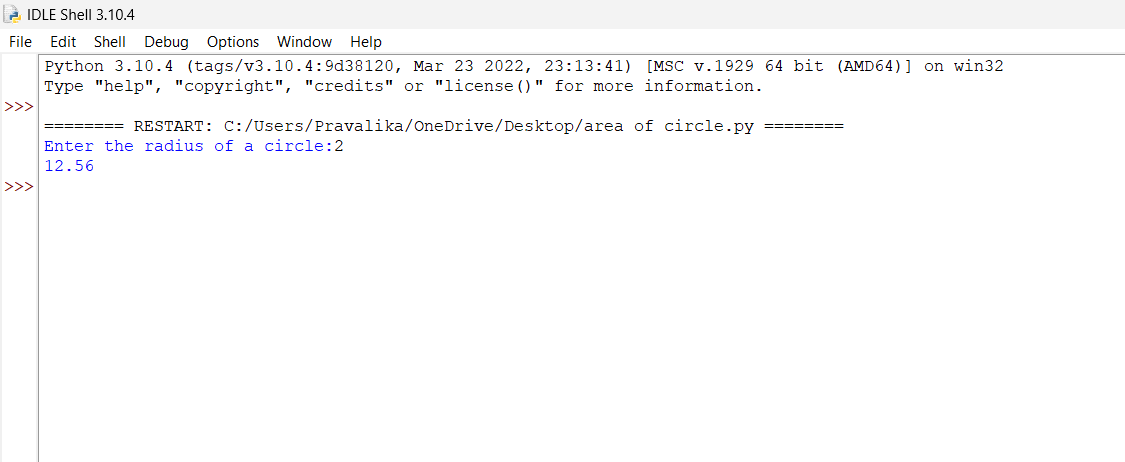 IDLE Shell 3.10.4
File Edit Shell Debug Options Window Help
Python 3.10.4 (tags/v3.10.4:9d38120, Mar 23 2022, 23:13:41) [MSC v.1929 64 bit (AMD64)] on win32
Type "help", "copyright", "credits" or "license()" for more information.
>>>
======== RESTART: C:/Users/Pravalika/OneDrive/Desktop/area of circle.py ========
Enter the radius of a circle:2
12.56
>>>